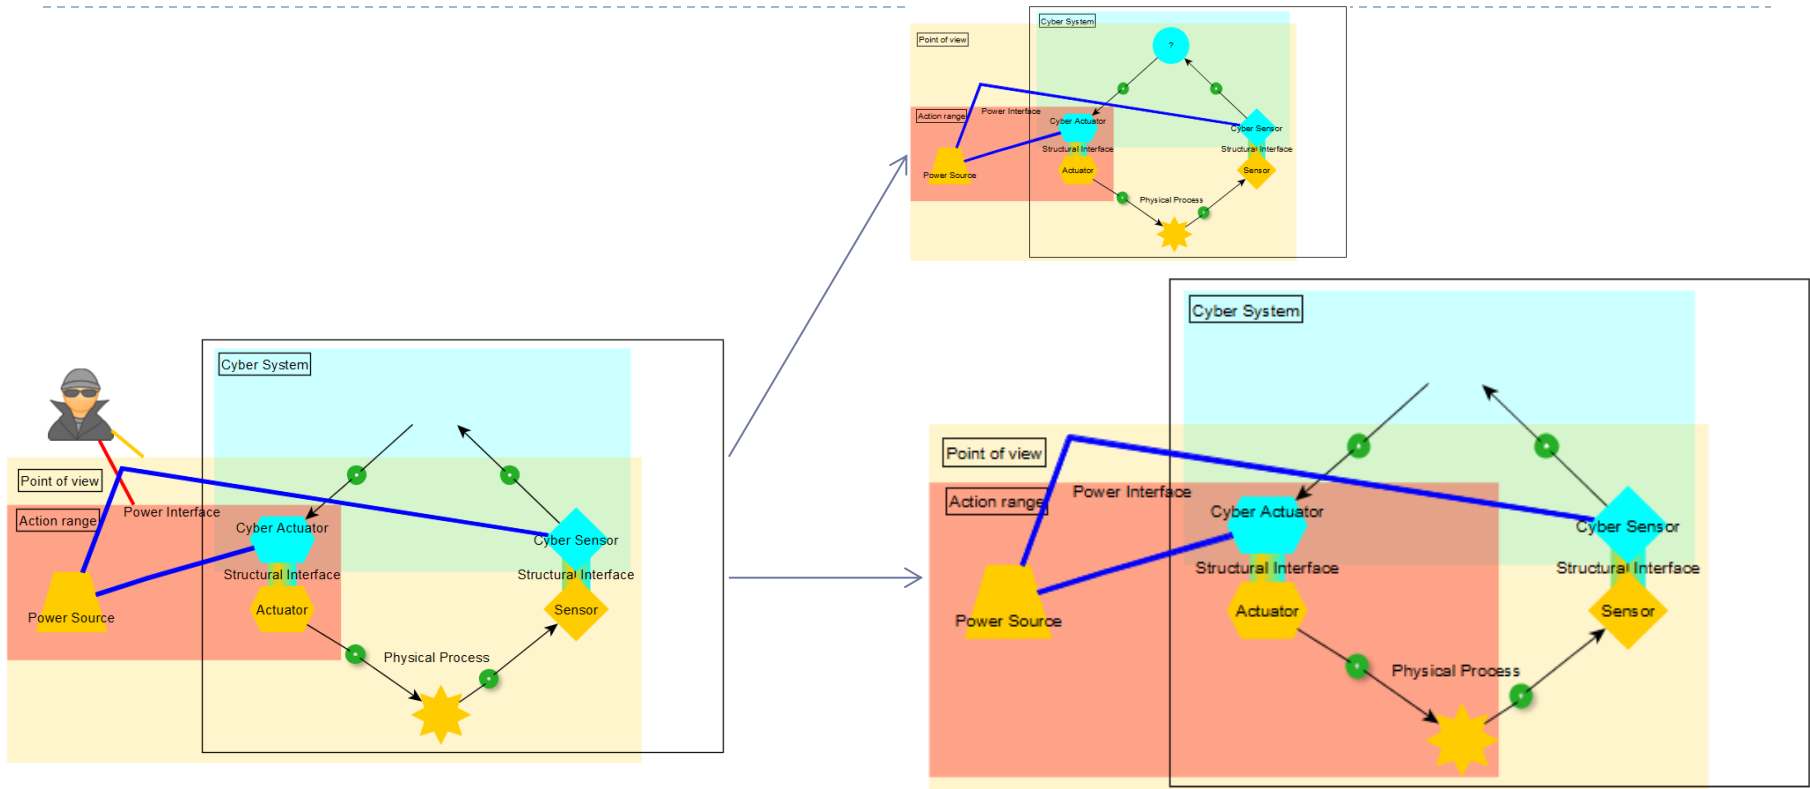 Cyber System
Point of view
?
Action range
Power Interface
Cyber Actuator
Cyber Sensor
Structural Interface
Structural Interface
Power Source
Actuator
Sensor
Physical Process
Cyber System
Point of view
Action range
Power Interface
Cyber Actuator
Cyber Sensor
Structural Interface
Structural Interface
Power Source
Actuator
Sensor
Physical Process
Cyber System
Point of view
Action range
Power Interface
Cyber Actuator
Cyber Sensor
Structural Interface
Structural Interface
Power Source
Actuator
Sensor
Physical Process